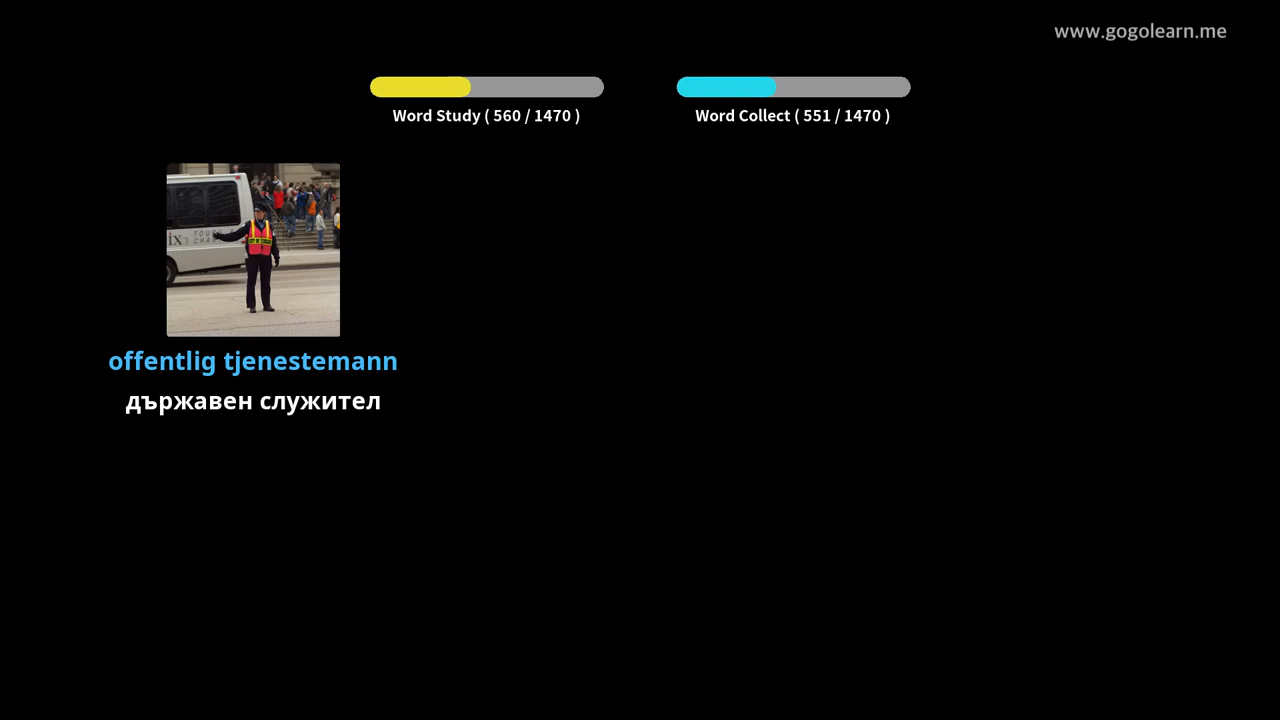 www.gogolearn.me
Word Study ( 560 / 1470 )
Word Collect ( 551 / 1470 )
offentlig tjenestemann
държавен служител